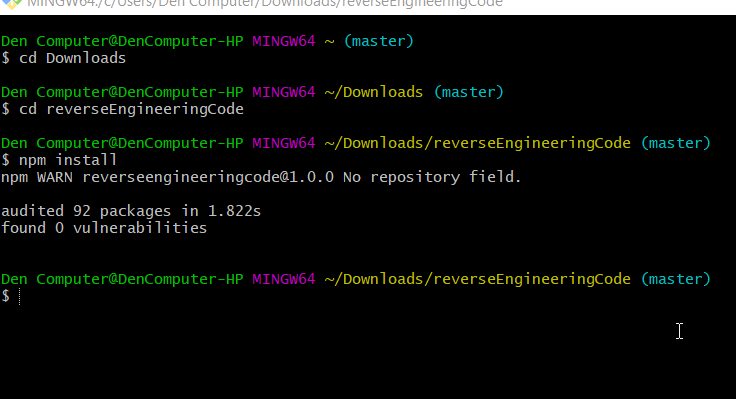 MINGW64:/c/Users/Den Computer/Downloads/reverseEngineeringCode
Den Computer@DenComputer-HP MINGW64 ~ (master)
$ cd Downloads
Den Computer@DenComputer-HP MINGW64 ~/Downloads (master)
$ cd reverseEngineeringCode
Den Computer@DenComputer-HP MINGW64 ~/Downloads/reverseEngineeringCode (master)
$ npm install
npm WARN reverseengineeringcode@1.0.0 No repository field.
audited 92 packages in 1.822s
found 0 vulnerabilities
Den Computer@DenComputer-HP MINGW64 ~/Downloads/reverseEngineeringCode (master)
$